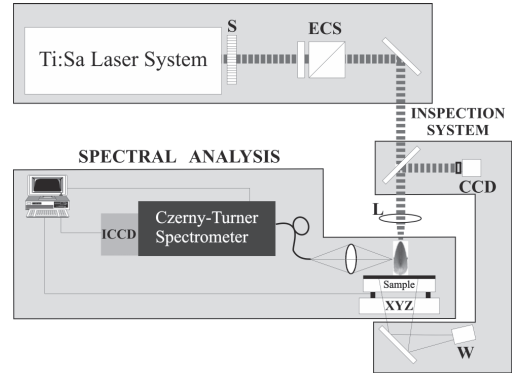 S
ECS
Ti:Sa Laser System
INSPECTION
SYSTEM
SPECTRAL ANALYSIS
CCD
L
ICCD
Czerny-Turner
Spectrometer
Sample
XYZ
W